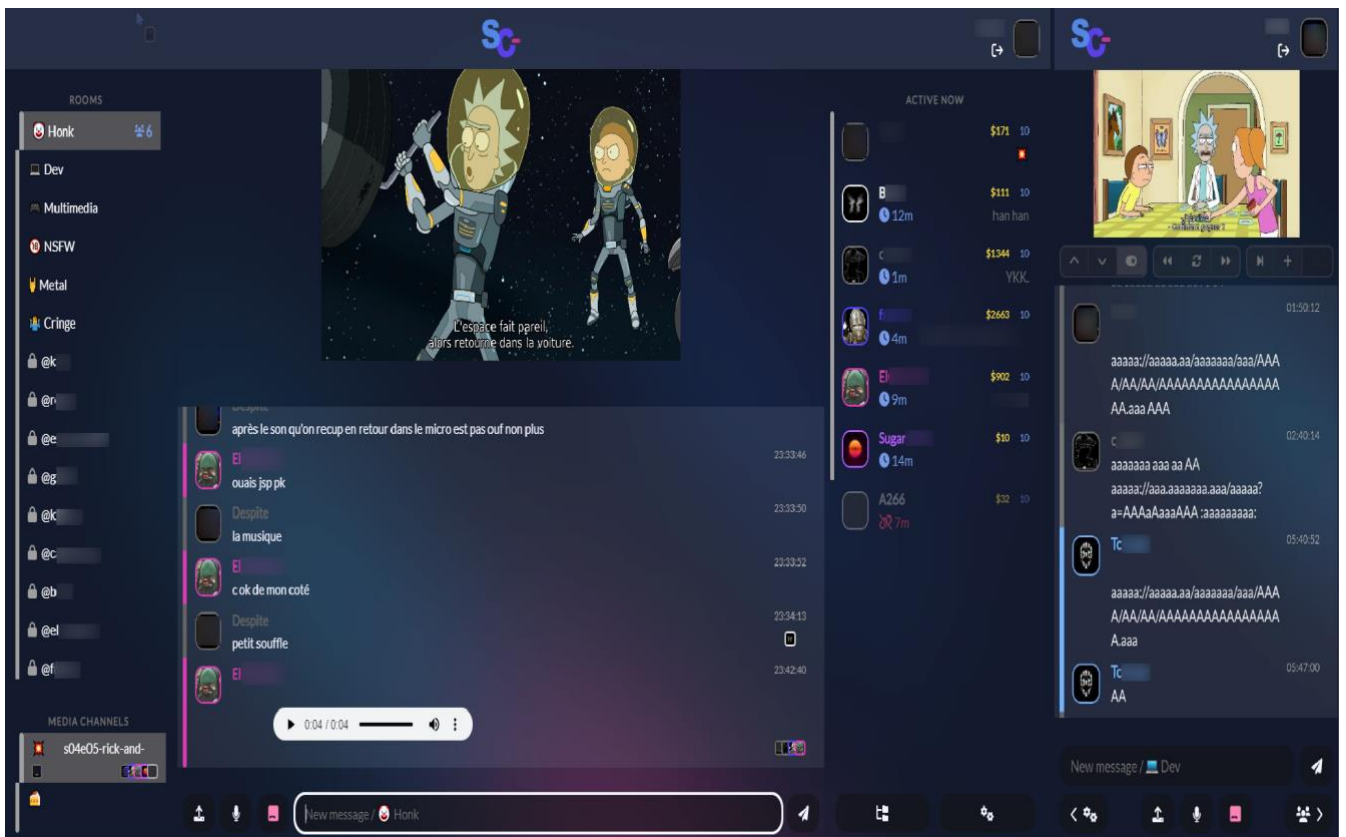 SC-
ROOMS
Honk 6
Dev
Multimedia
NSFW
Metal
Cringe
@k
@r
@e
@g
@k
@c
@b
@el
@f
MEDIA CHANNELS
s04e05-rick-and-
L'espace fait pareil,
alors retourne dans la voiture.
Despite
après le son qu'on recup en retour dans le micro est pas ouf non plus
El 23:33:46
ouais jsp pk
Despite 23:33:50
la musique
El 23:33:52
c ok de mon coté
Despite 23:34:13
petit souffle
El 23:42:40
0:04 / 0:04
New message / Honk
ACTIVE NOW
$171 10
B $111 10
12m han han
c $1344 10
1m YKK.
f $2663 10
4m
El $902 10
9m
Sugar $10 10
14m
A266 $32 10
7m
SC-
01:50:12
aaaaa://aaaaa.aa/aaaaaaa/aaa/AAA
A/AA/AA/AAAAAAAAAAAAAAAAA
AA.aaa AAA
c 02:40:14
aaaaaaa aaa aa AA
aaaaa://aaa.aaaaaaa.aaa/aaaaa?
a=AAAaAaaaAAA :aaaaaaaaa:
To 05:40:52
aaaaa://aaaaa.aa/aaaaaaa/aaa/AAAA
A/AA/AA/AAAAAAAAAAAAAAAAA
A.aaa
To 05:47:00
AA
New message / Dev